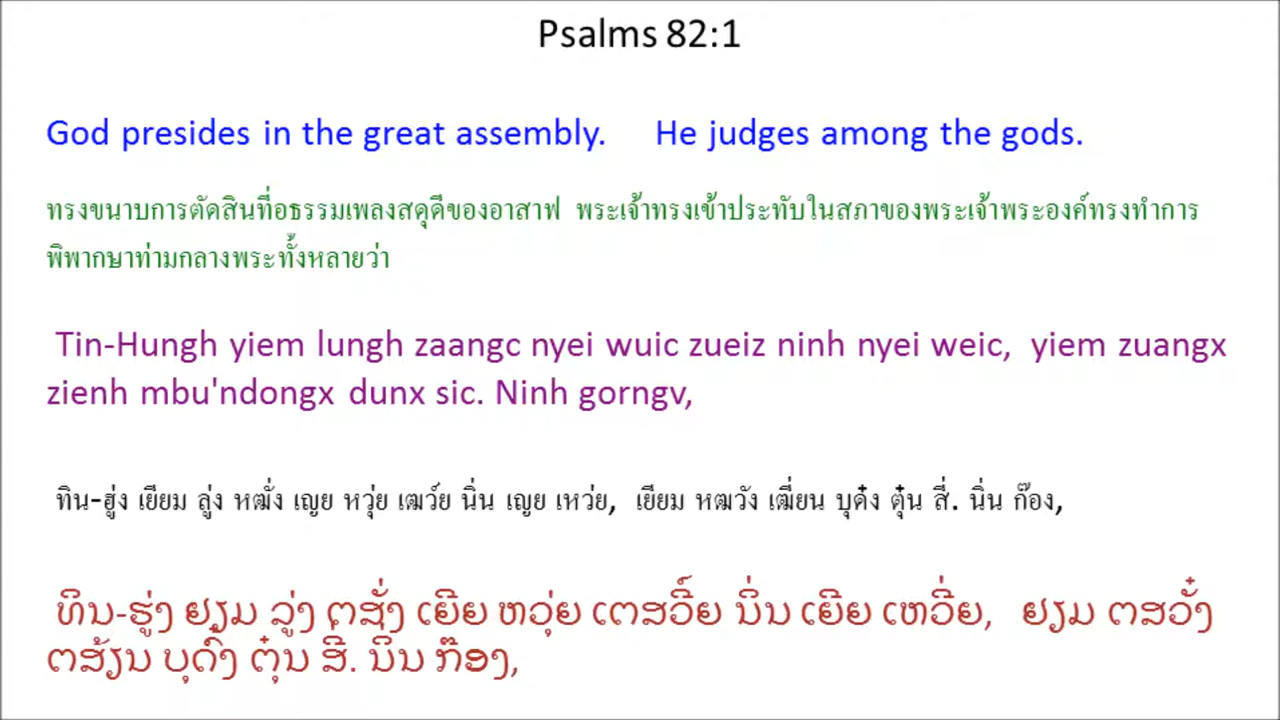 Psalms 82:1
God presides in the great assembly. He judges among the gods.
ทรงขนาบการตัดสินที่อธรรมเพลงสดุดีของอาสาฟ พระเจ้าทรงเข้าประทับในสภาของพระเจ้าพระองค์ทรงทำการ
พิพากษาท่ามกลางพระทั้งหลายว่า
Tin-Hungh yiem lungh zaangc nyei wuic zueiz ninh nyei weic, yiem zuangx
zienh mbu'ndongx dunx sic. Ninh gorngv,
ทิน-ฮู่ง เยียม ลู่ง หฒั่ง เญย หวุ่ย เฒว์ย นิ่น เญย เหว่ย, เยียม หฒวัง เฒี่ยน บุด๋ง ตุ๋น สี่. นิ่น ก๊อง,
ທິນ-ຮູ່ງ ຢຽມ ລູ່ງ ຕສັ່ງ ເຍີຍ ຫວຸ່ຍ ເຕສວີ໌ຍ ນິ່ນ ເຍີຍ ເຫວີ່ຍ, ຢຽມ ຕສວັ໋ງ
ຕສ້ຽນ ບຸດົ໋ງ ຕຸ໋ນ ສີ່. ນິ່ນ ກ໊ອງ,